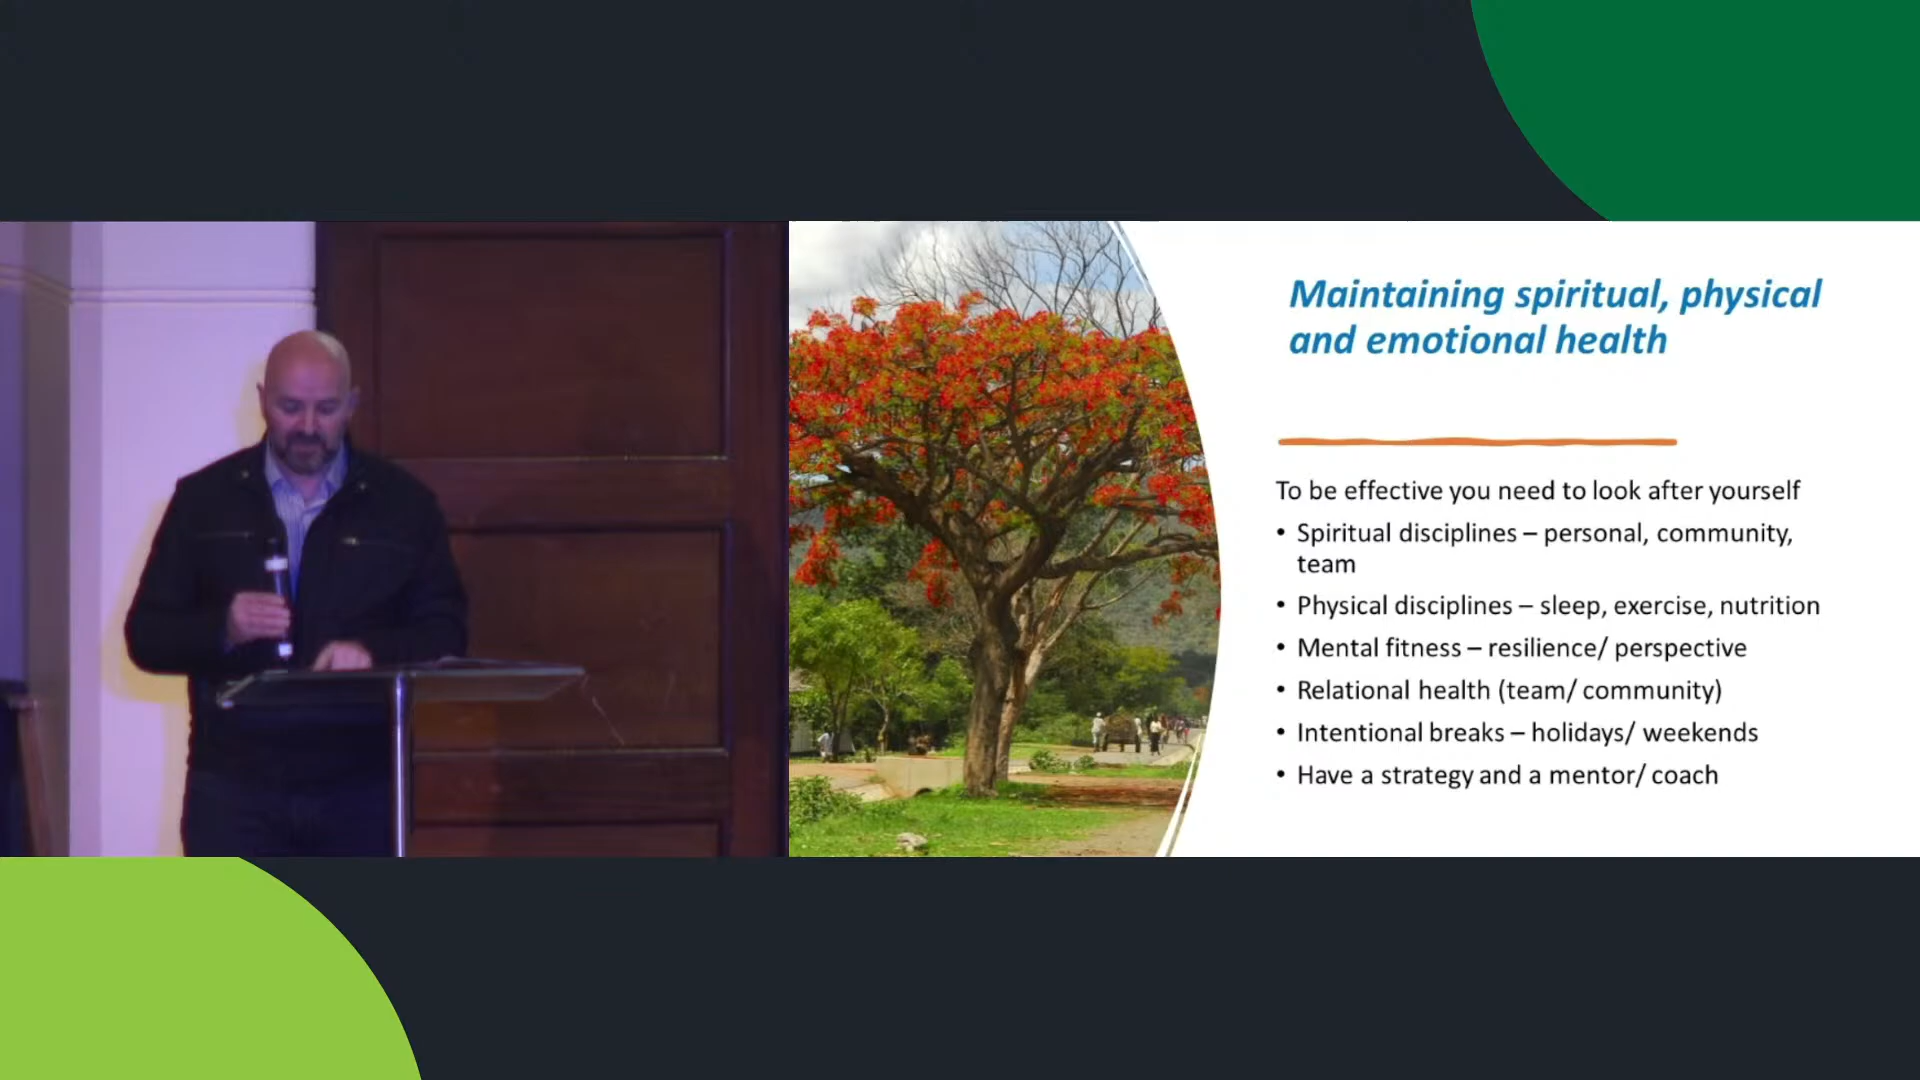 Maintaining spiritual, physical
and emotional health
To be effective you need to look after yourself
• Spiritual disciplines – personal, community,
team
• Physical disciplines – sleep, exercise, nutrition
• Mental fitness – resilience/ perspective
• Relational health (team/ community)
• Intentional breaks – holidays/ weekends
• Have a strategy and a mentor/ coach